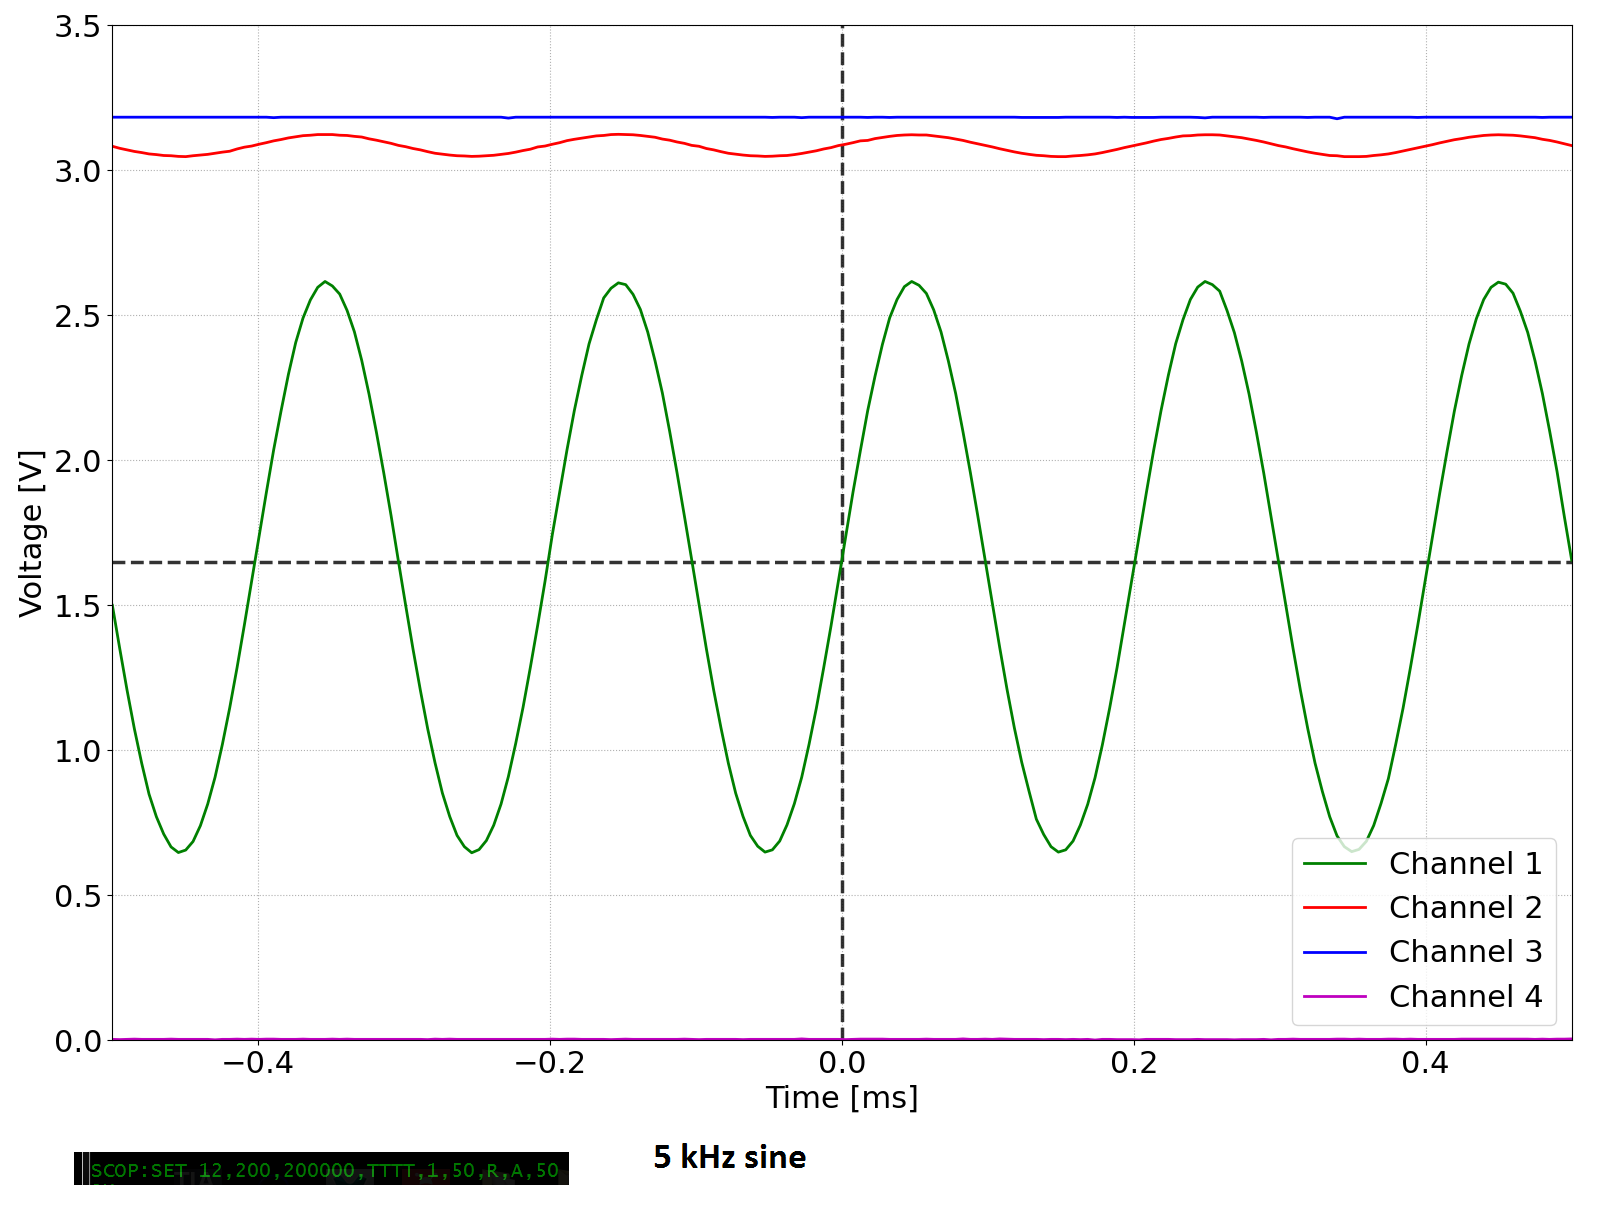 3.5
3.0
2.5
2.0
1.5
1.0
0.5
0.0
Voltage [V]
−0.4 −0.2 0.0 0.2 0.4
Time [ms]
Channel 1
Channel 2
Channel 3
Channel 4
SCOP:SET 12,200,200000,TTTT,1,50,R,A,50
5 kHz sine